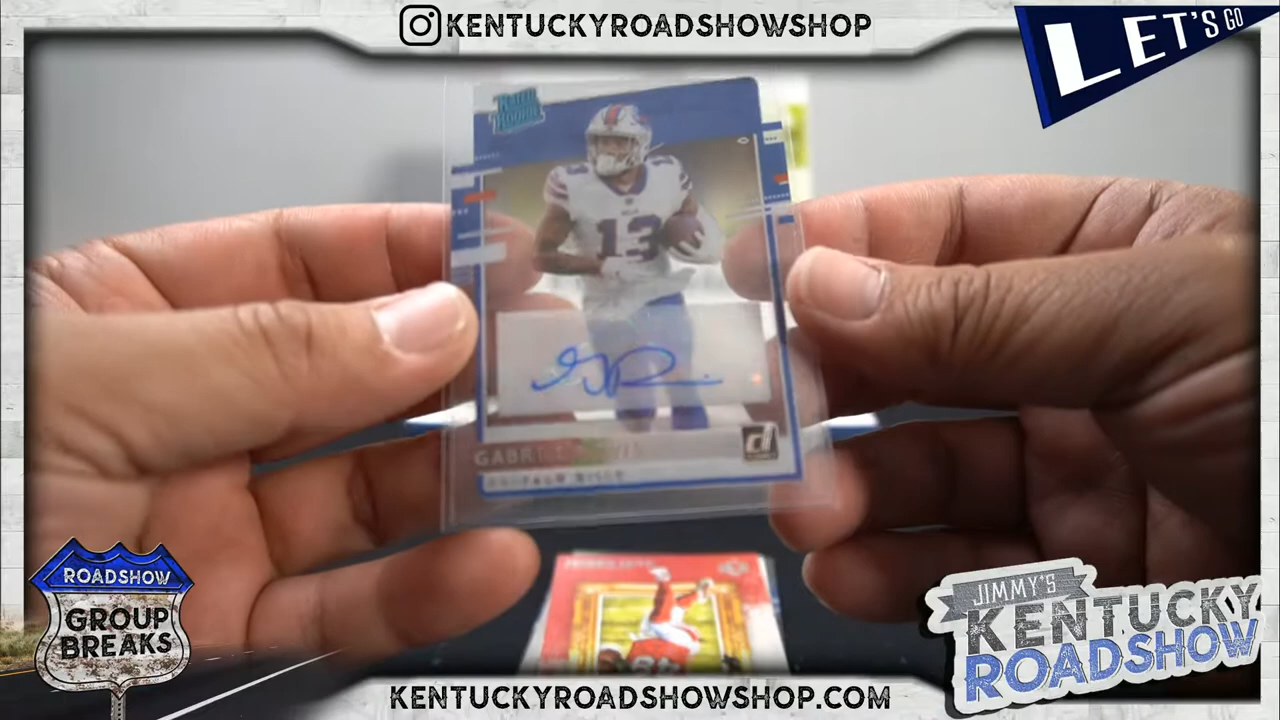 KENTUCKYROADSHOWSHOP
LET'S GO
RATED
ROOKIE
13
ROADSHOW
GROUP
BREAKS
JIMMY'S
KENTUCKY
ROADSHOW
KENTUCKYROADSHOWSHOP.COM